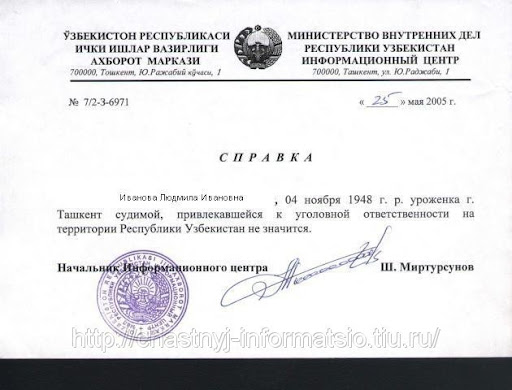 ЎЗБЕКИСТОН РЕСПУБЛИКАСИ
ИЧКИ ИШЛАР ВАЗИРЛИГИ
АХБОРОТ МАРКАЗИ
700000, Тошкент, Ю.Ражабий кўчаси, 1
МИНИСТЕРСТВО ВНУТРЕННИХ ДЕЛ
РЕСПУБЛИКИ УЗБЕКИСТАН
ИНФОРМАЦИОННЫЙ ЦЕНТР
700000, Ташкент, ул. Ю.Раджаби, 1
№ 7/2-3-6971
« 25 » мая 2005 г.
СПРАВКА
Иванова Людмила Ивановна , 04 ноября 1948 г. р. уроженка г.
Ташкент судимой, привлекавшейся к уголовной ответственности на
территории Республики Узбекистан не значится.
Начальник Информационного центра Ш. Миртурсунов
http://chastnyj-informatsio.tiu.ru/